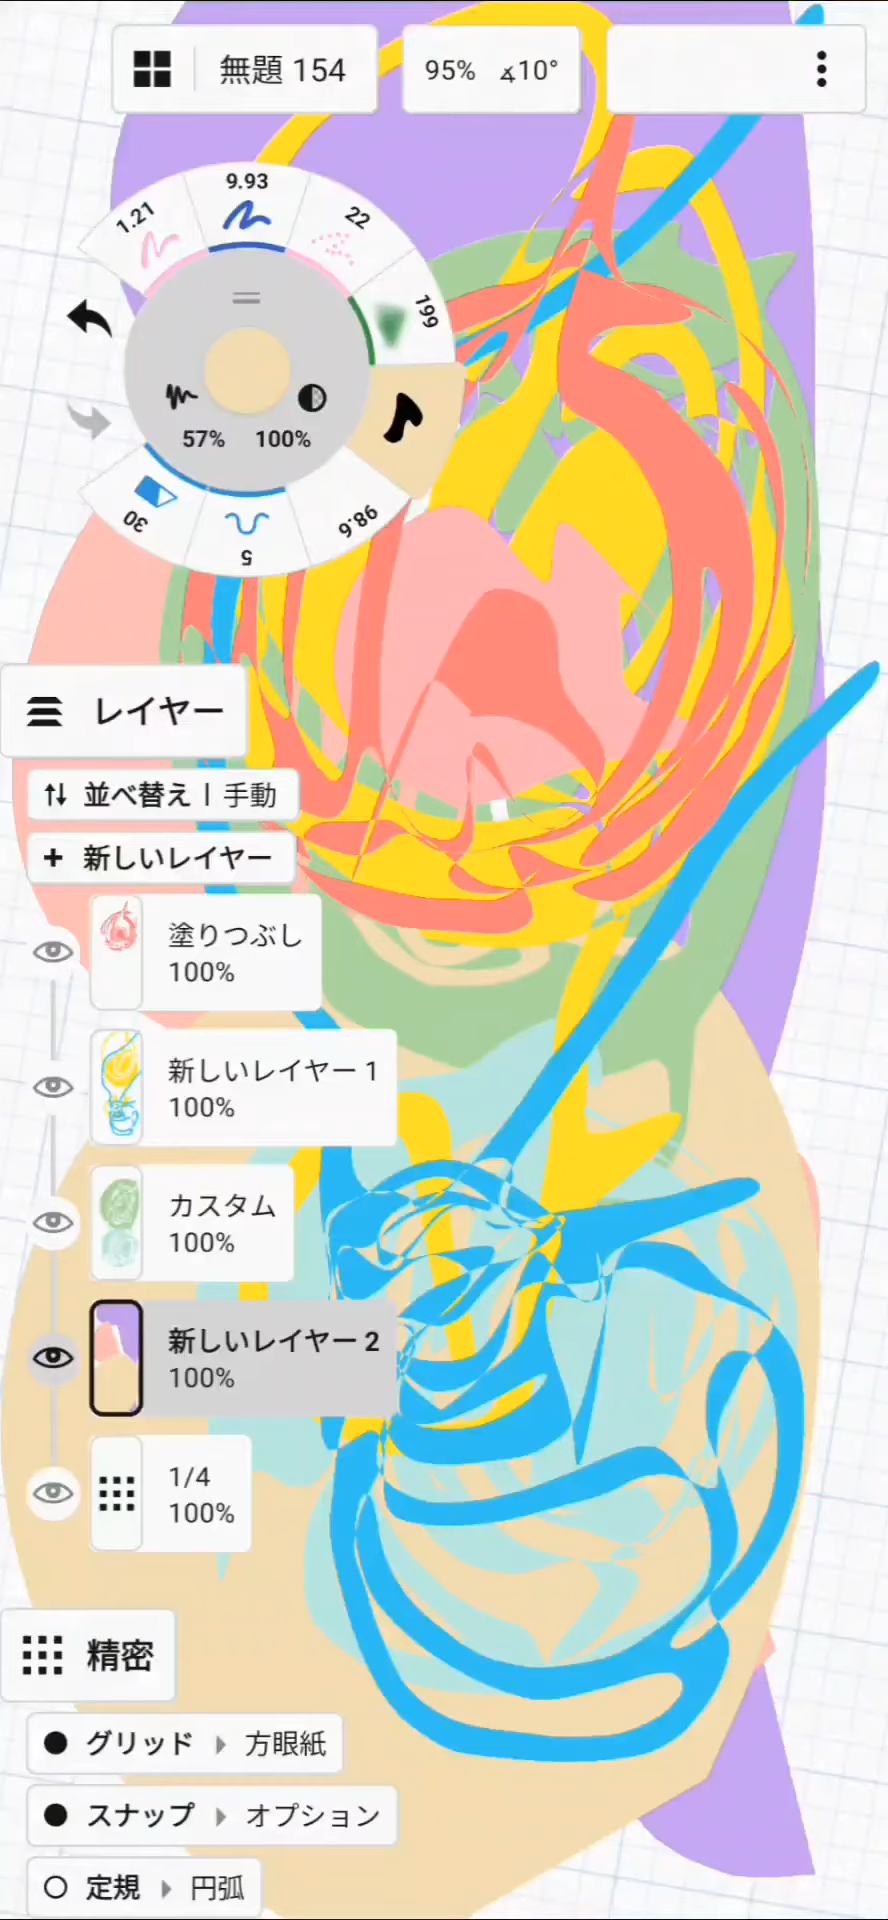 無題 154
95% ∡10°
1.21
9.93
22
199
57% 100%
30
5
98.6
レイヤー
並べ替え | 手動
+ 新しいレイヤー
塗りつぶし
100%
新しいレイヤー 1
100%
カスタム
100%
新しいレイヤー 2
100%
1/4
100%
精密
グリッド ▸ 方眼紙
スナップ ▸ オプション
定規 ▸ 円弧